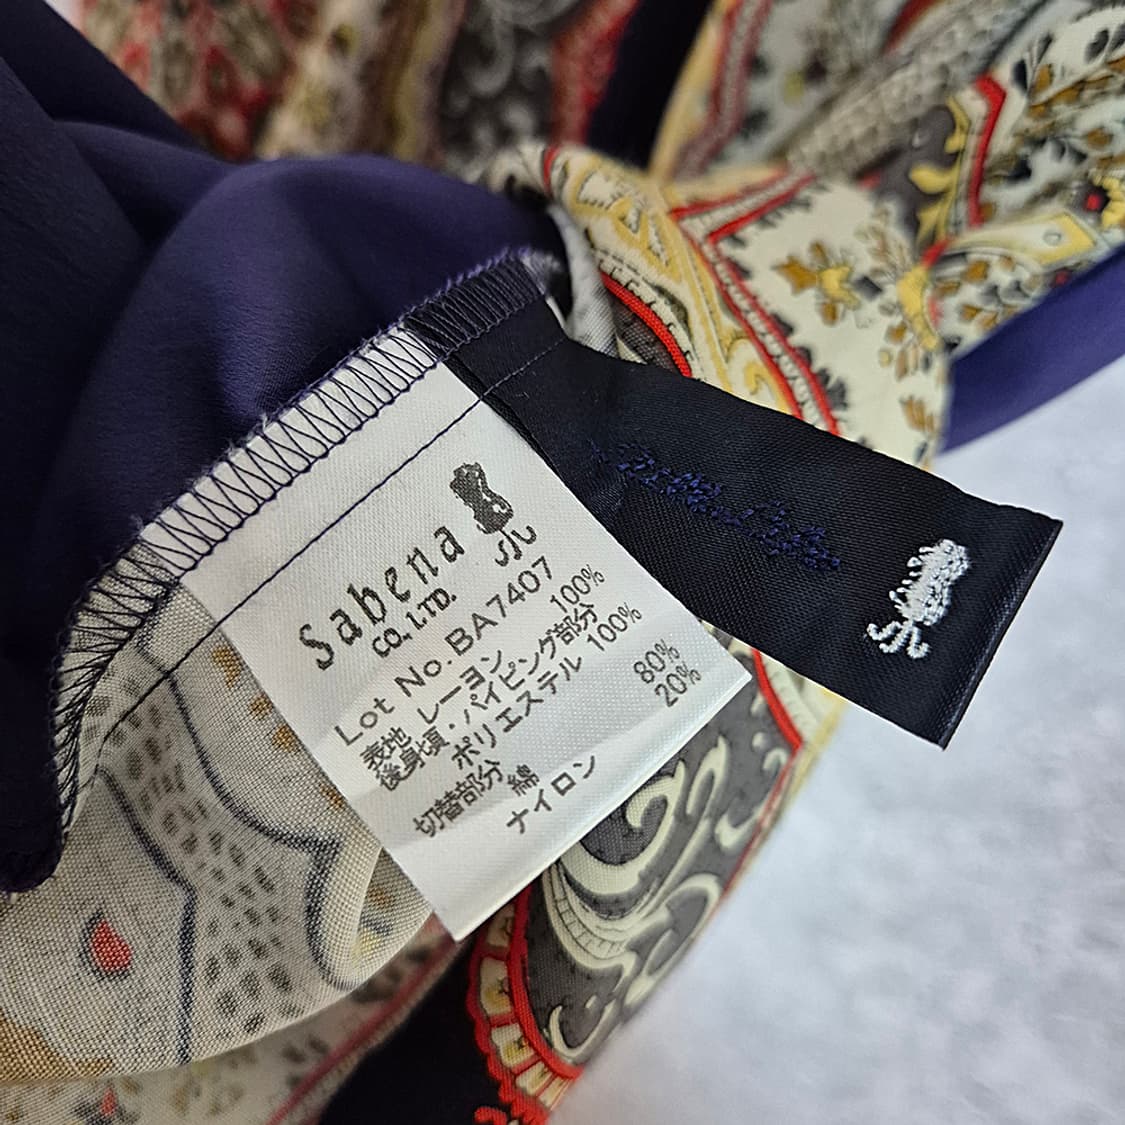 sabena
CO., LTD.
Lot No. BA7407
表地 レーヨン 100%
後身頃・パイピング部分
ポリエステル 100%
切替部分 綿 80%
ナイロン 20%